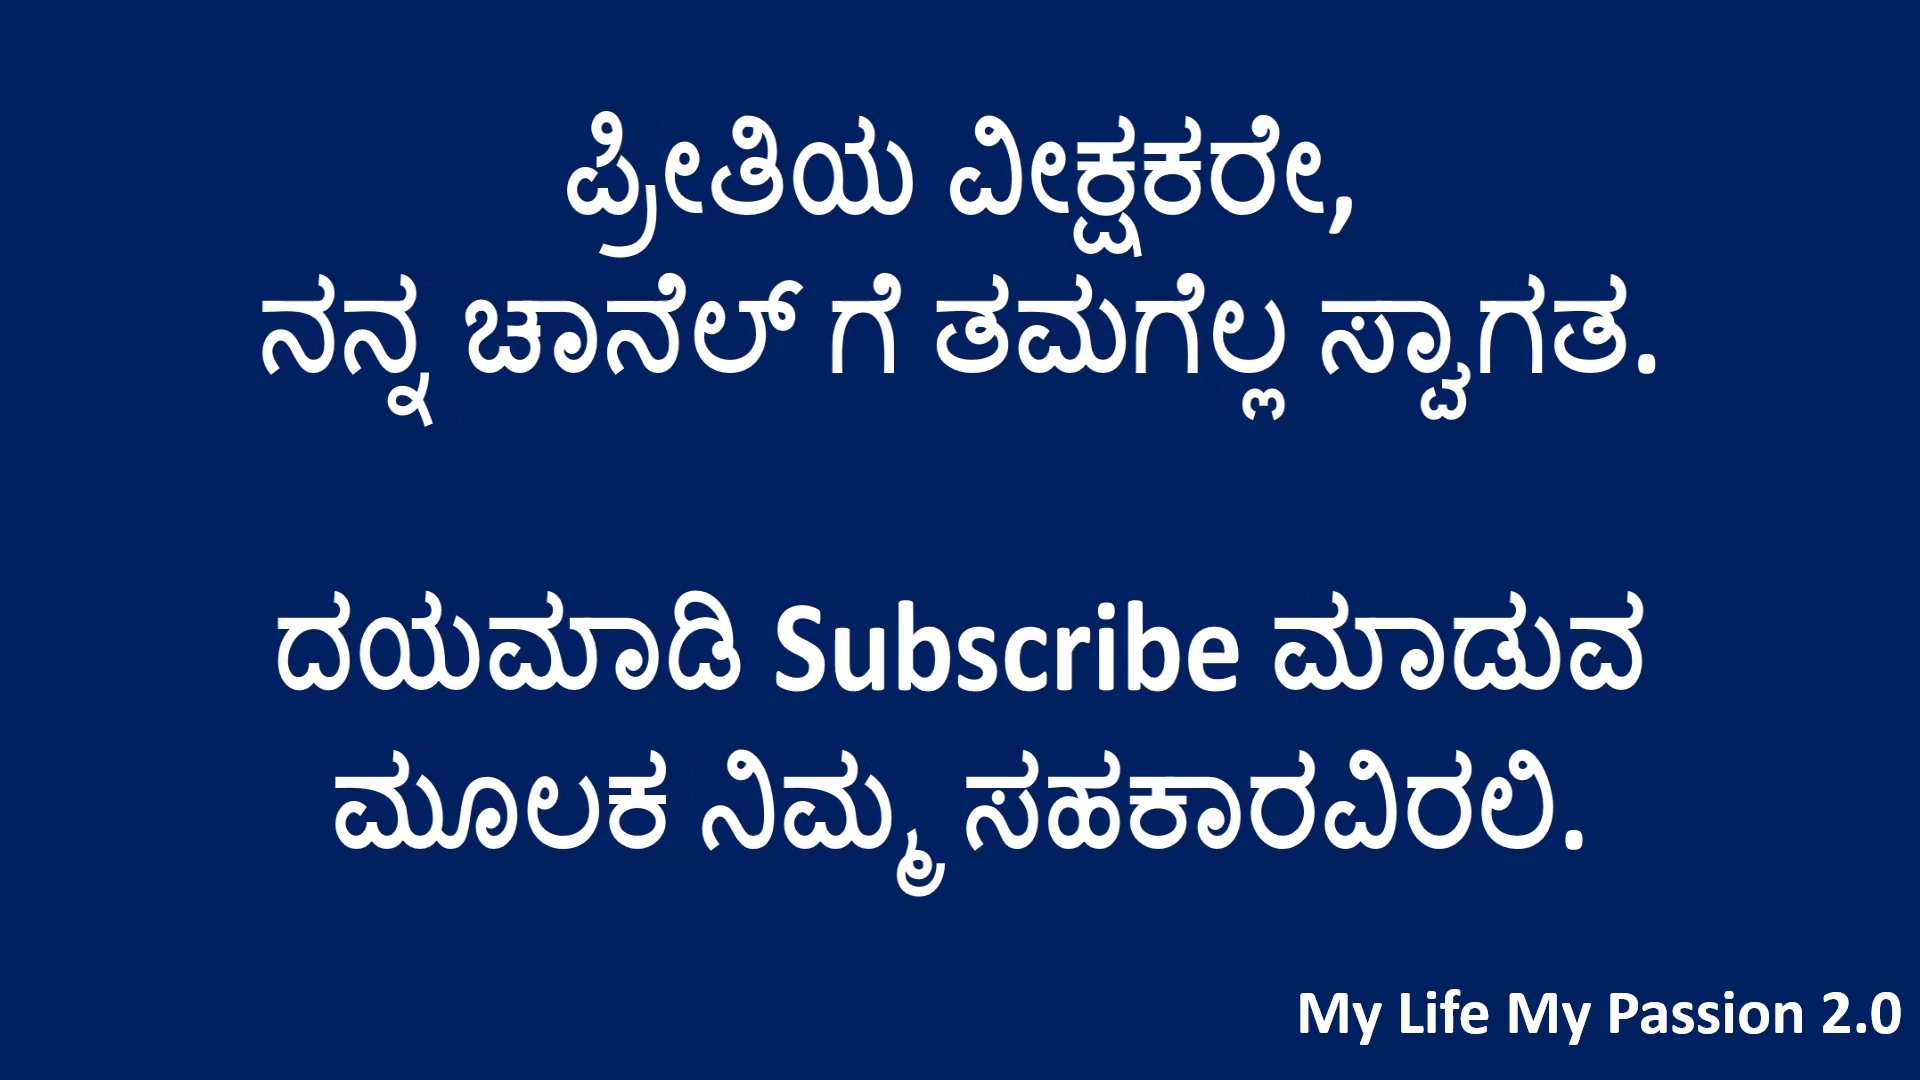 ಪ್ರೀತಿಯ ವೀಕ್ಷಕರೇ,
ನನ್ನ ಚಾನೆಲ್ ಗೆ ತಮಗೆಲ್ಲ ಸ್ವಾಗತ.
ದಯಮಾಡಿ Subscribe ಮಾಡುವ
ಮೂಲಕ ನಿಮ್ಮ ಸಹಕಾರವಿರಲಿ.
My Life My Passion 2.0